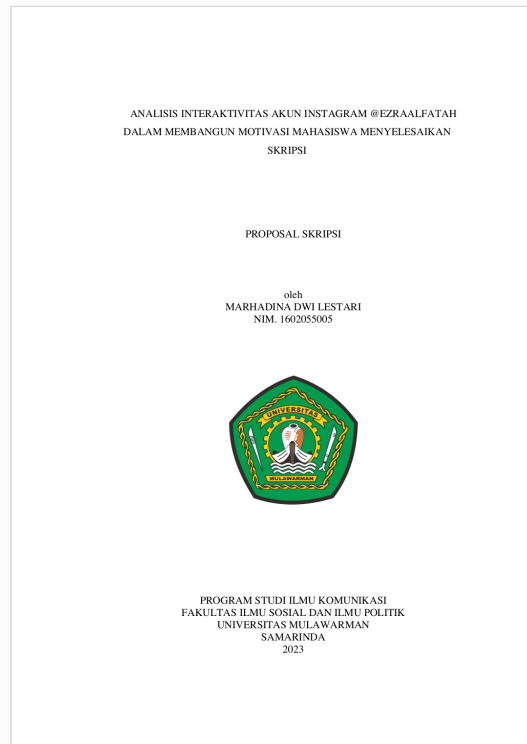 ANALISIS INTERAKTIVITAS AKUN INSTAGRAM @EZRAALFATAH
DALAM MEMBANGUN MOTIVASI MAHASISWA MENYELESAIKAN
SKRIPSI
PROPOSAL SKRIPSI
oleh
MARHADINA DWI LESTARI
NIM. 1602055005
UNIVERSITAS
MULAWARMAN
PROGRAM STUDI ILMU KOMUNIKASI
FAKULTAS ILMU SOSIAL DAN ILMU POLITIK
UNIVERSITAS MULAWARMAN
SAMARINDA
2023